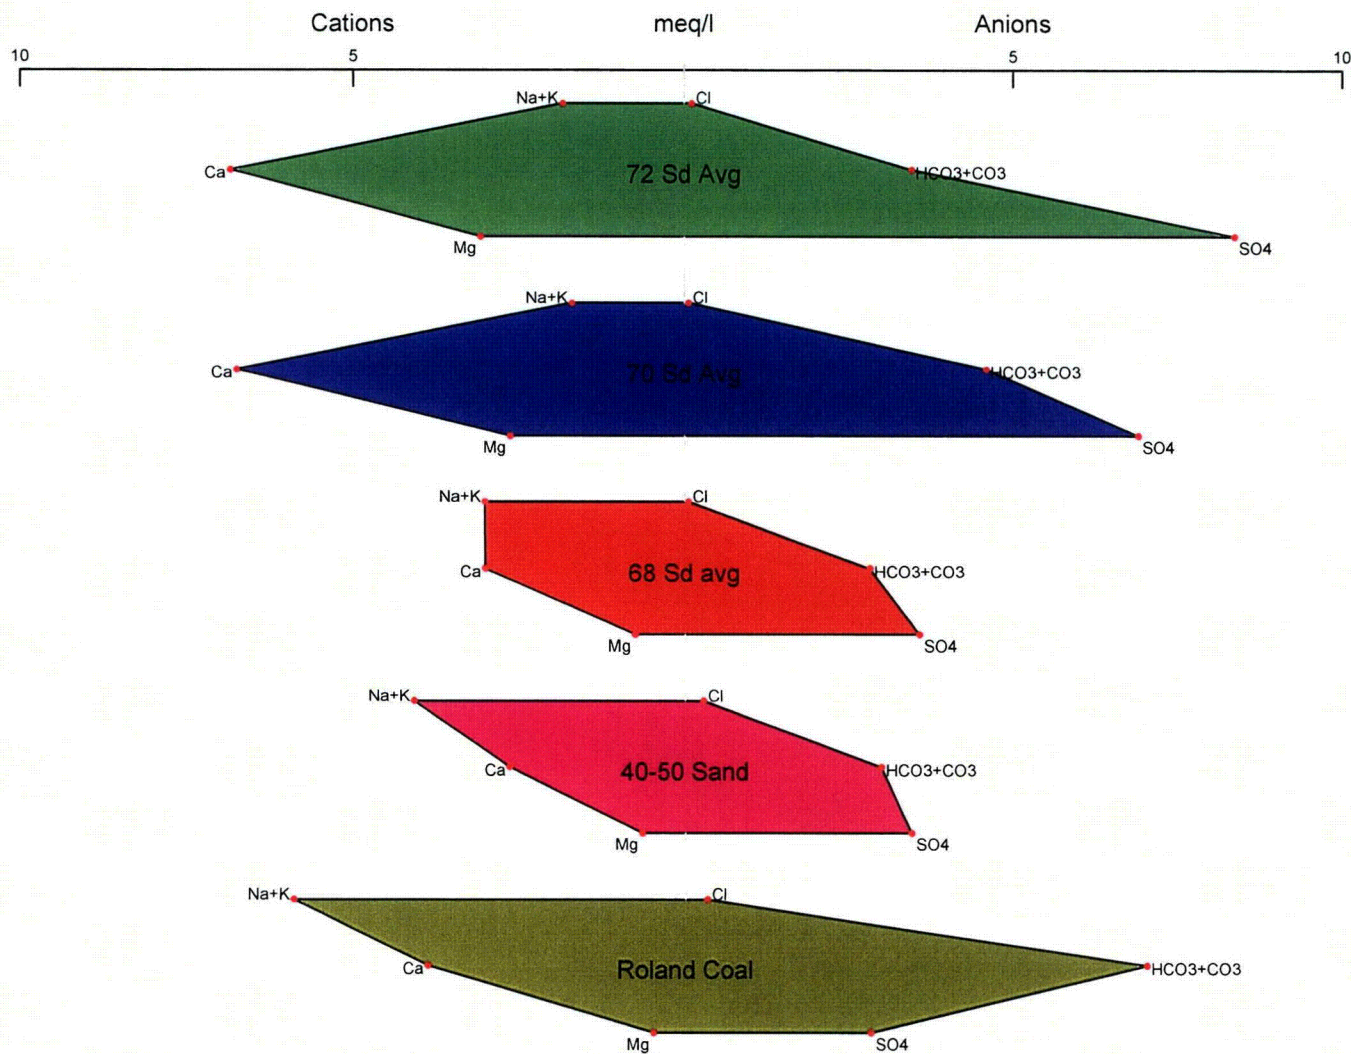 Cations meq/l Anions
10 5 5 10
Na+K Cl
Ca 72 Sd Avg HCO3+CO3
Mg SO4
Na+K Cl
Ca 70 Sd Avg HCO3+CO3
Mg SO4
Na+K Cl
Ca 68 Sd avg HCO3+CO3
Mg SO4
Na+K Cl
Ca 40-50 Sand HCO3+CO3
Mg SO4
Na+K Cl
Ca Roland Coal HCO3+CO3
Mg SO4